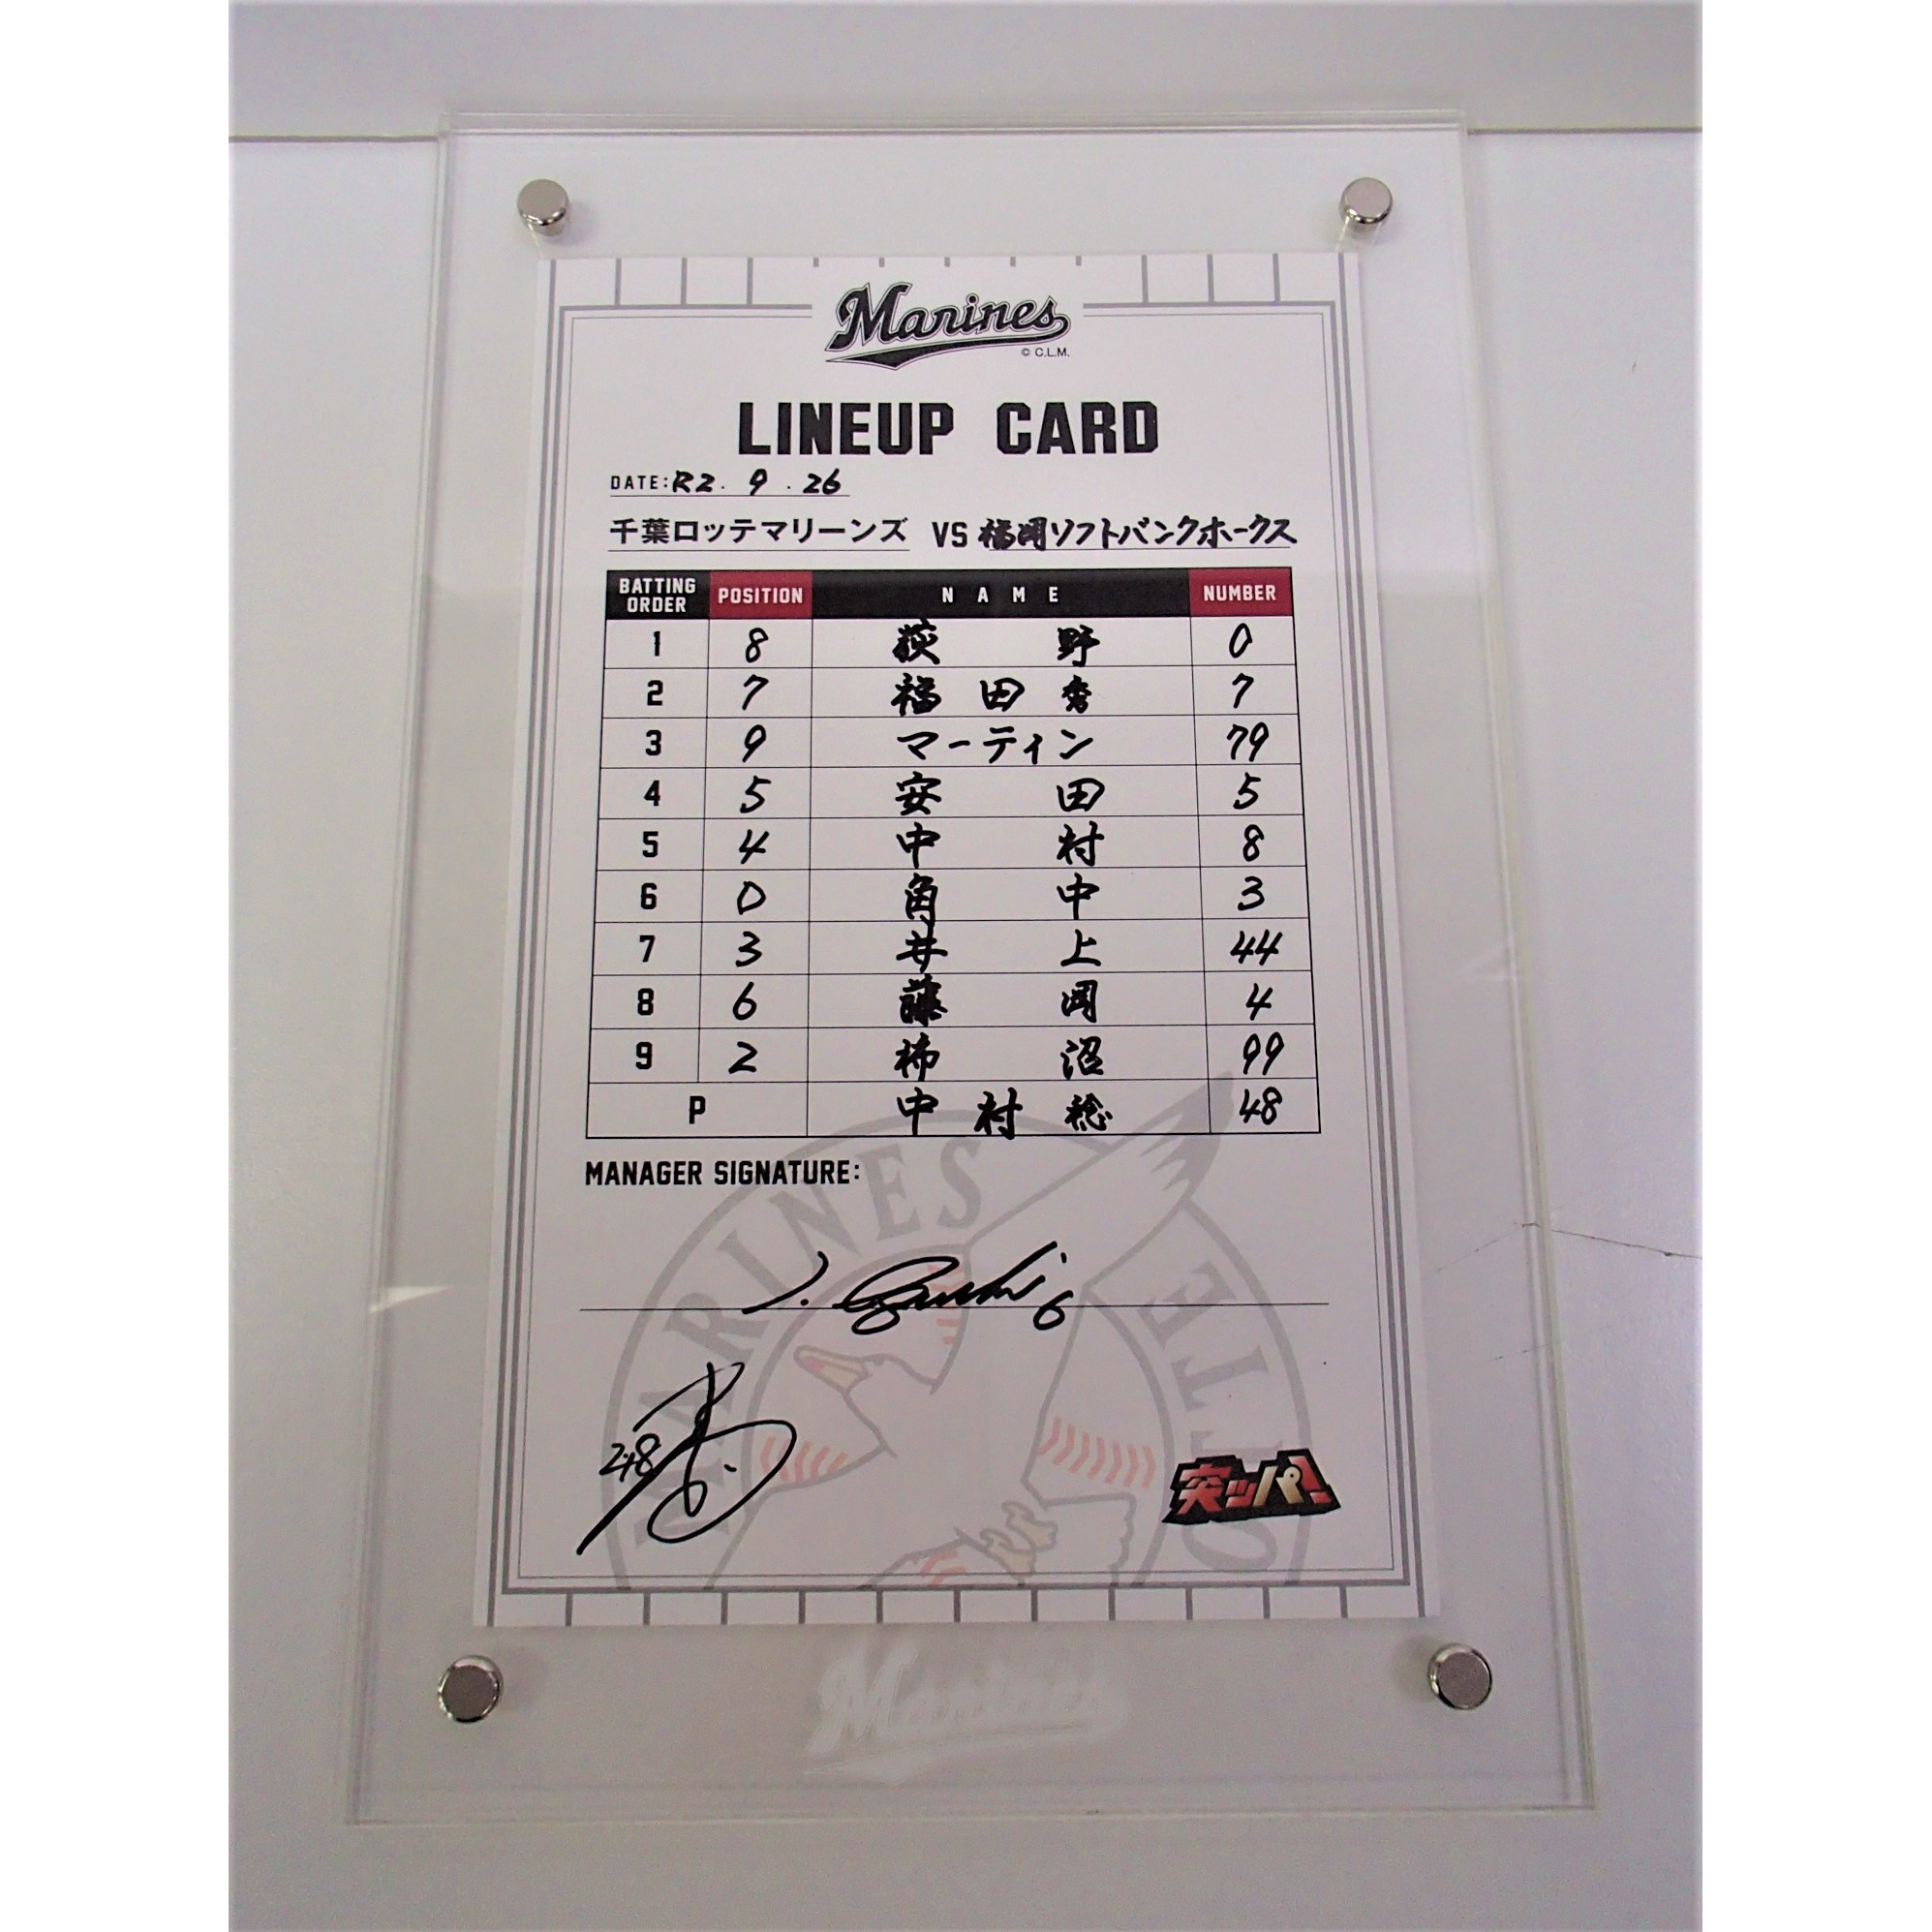 Marines
© C.L.M.
LINEUP CARD
DATE: R2. 9. 26
千葉ロッテマリーンズ VS 福岡ソフトバンクホークス
BATTING ORDER POSITION NAME NUMBER
1 8 荻野 0
2 7 福田秀 7
3 9 マーティン 79
4 5 安田 5
5 4 中村 8
6 D 角中 3
7 3 井上 44
8 6 藤岡 4
9 2 柿沼 99
P 中村稔 48
MANAGER SIGNATURE:
MARINES
6
48
突ッパ!
Marines